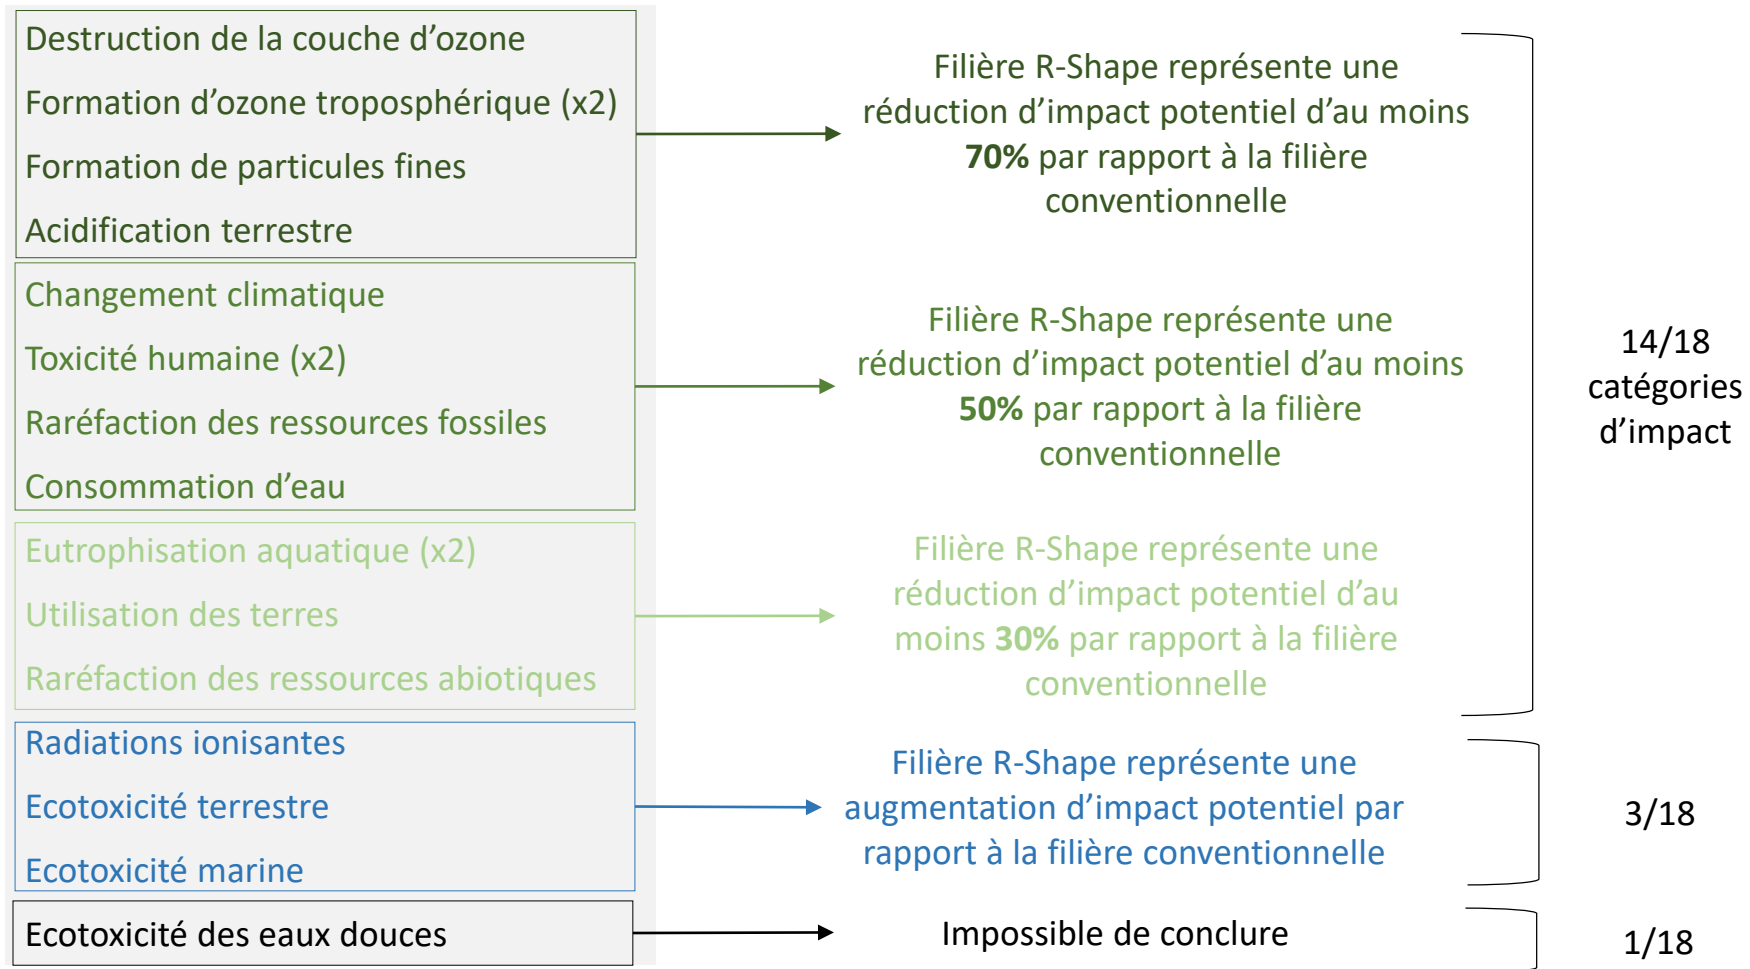 Destruction de la couche d’ozone
Formation d’ozone troposphérique (x2)
Formation de particules fines
Acidification terrestre
Filière R-Shape représente une
réduction d’impact potentiel d’au moins
70% par rapport à la filière
conventionnelle
Changement climatique
Toxicité humaine (x2)
Raréfaction des ressources fossiles
Consommation d’eau
Filière R-Shape représente une
réduction d’impact potentiel d’au moins
50% par rapport à la filière
conventionnelle
Eutrophisation aquatique (x2)
Utilisation des terres
Raréfaction des ressources abiotiques
Filière R-Shape représente une
réduction d’impact potentiel d’au
moins 30% par rapport à la filière
conventionnelle
14/18
catégories
d’impact
Radiations ionisantes
Ecotoxicité terrestre
Ecotoxicité marine
Filière R-Shape représente une
augmentation d’impact potentiel par
rapport à la filière conventionnelle
3/18
Ecotoxicité des eaux douces
Impossible de conclure
1/18